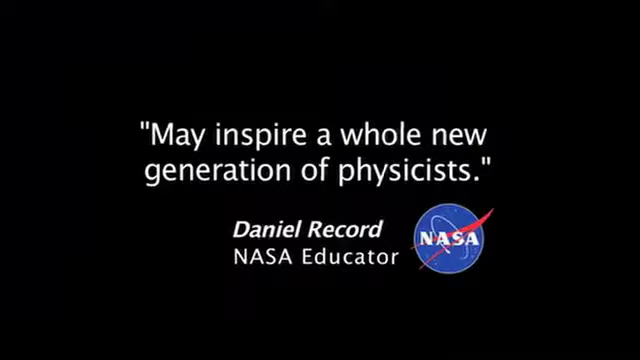 "May inspire a whole new
generation of physicists."
Daniel Record
NASA Educator
NASA